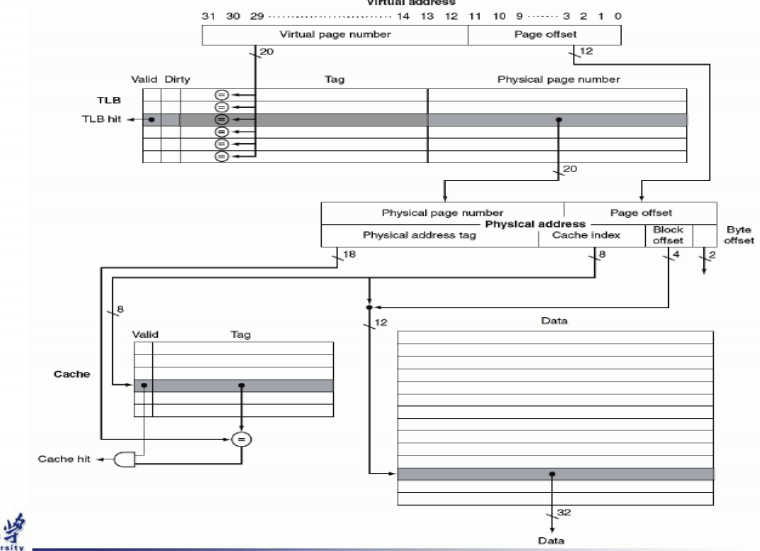 Virtual address
31 30 29 14 13 12 11 10 9 3 2 1 0
Virtual page number Page offset
20 12
Valid Dirty Tag Physical page number
TLB
TLB hit
=
=
=
=
=
=
20
Physical page number Page offset
Physical address
Physical address tag Cache index Block offset Byte offset
18 8 4 2
8
12
Valid Tag Data
Cache
=
Cache hit
32
Data